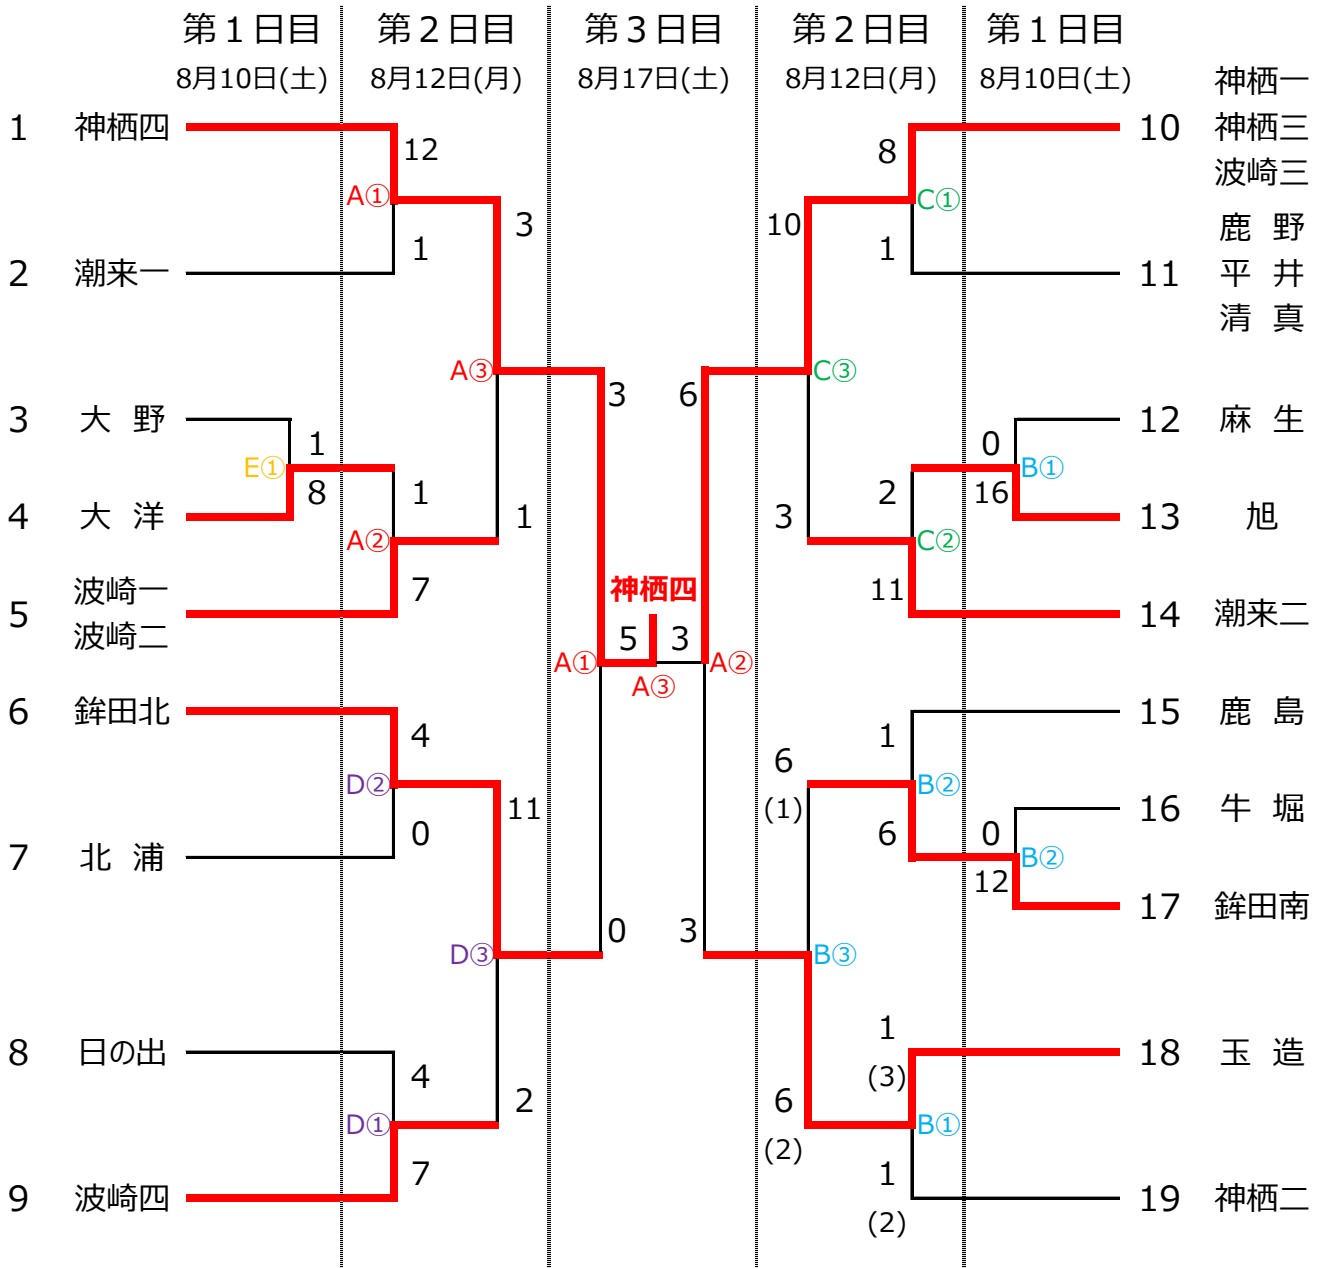 第１日目 第２日目 第３日目 第２日目 第１日目
8月10日(土) 8月12日(月) 8月17日(土) 8月12日(月) 8月10日(土)
1 神栖四
12
A①
3
1
2 潮来一
A③
3 大 野
1
E①
8
4 大 洋
1
A②
1
7
5 波崎一
波崎二
6 鉾田北
4
D②
11
0
7 北 浦
D③
8 日の出
4
D①
2
7
9 波崎四
3
6
神栖四
5 3
A① A②
A③
0
3
神栖一
10 神栖三
波崎三
8
C①
10
1
鹿 野
11 平 井
清 真
C③
12 麻 生
0
B①
16
13 旭
2
C②
3
11
14 潮来二
15 鹿 島
1
6
(1)
B②
6
16 牛 堀
0
B②
12
17 鉾田南
B③
18 玉 造
1
(3)
6
(2)
B①
1
(2)
19 神栖二